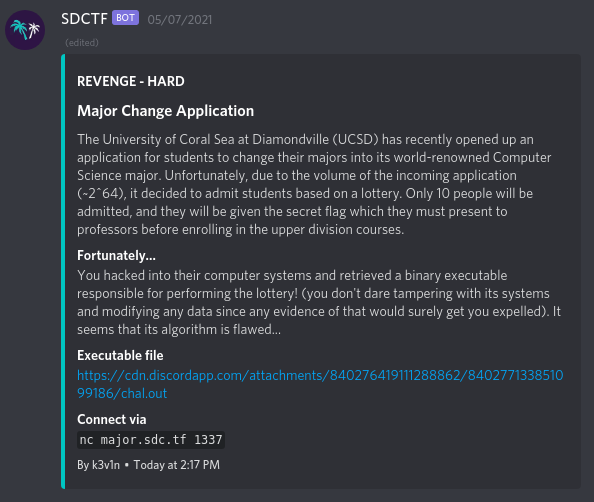 SDCTF BOT 05/07/2021
(edited)
REVENGE - HARD
Major Change Application
The University of Coral Sea at Diamondville (UCSD) has recently opened up an
application for students to change their majors into its world-renowned Computer
Science major. Unfortunately, due to the volume of the incoming application
(~2^64), it decided to admit students based on a lottery. Only 10 people will be
admitted, and they will be given the secret flag which they must present to
professors before enrolling in the upper division courses.
Fortunately...
You hacked into their computer systems and retrieved a binary executable
responsible for performing the lottery! (you don't dare tampering with its systems
and modifying any data since any evidence of that would surely get you expelled). It
seems that its algorithm is flawed...
Executable file
https://cdn.discordapp.com/attachments/840276419111288862/8402771338510
99186/chal.out
Connect via
nc major.sdc.tf 1337
By k3v1n • Today at 2:17 PM